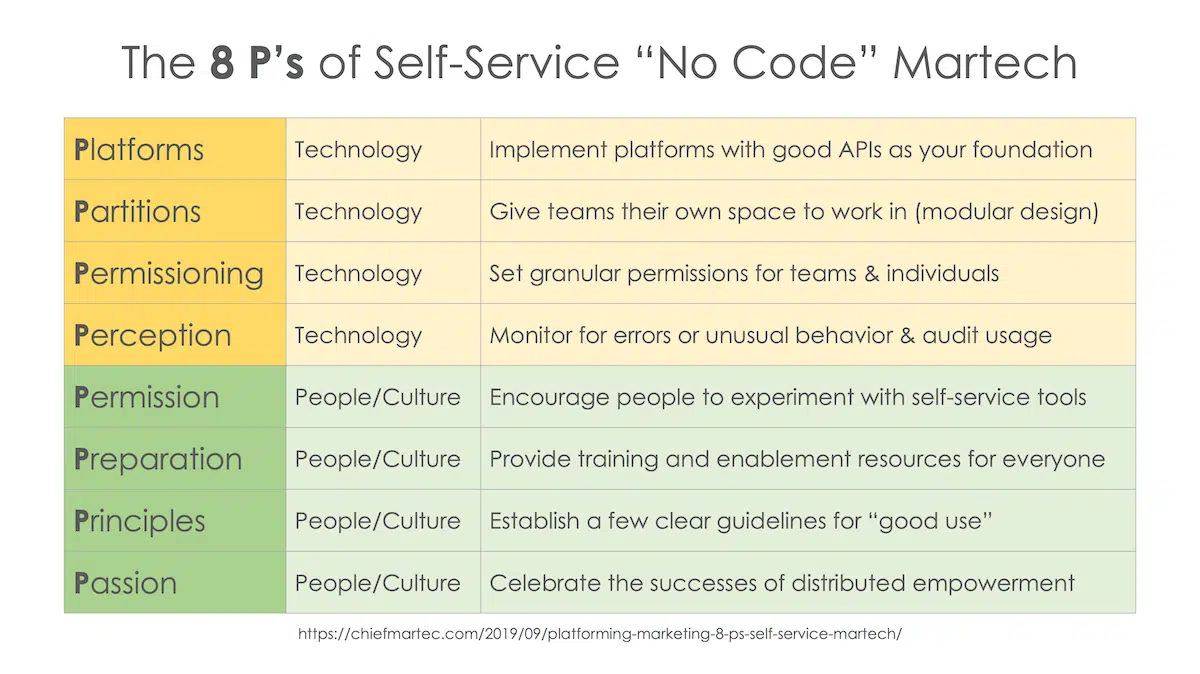 The 8 P’s of Self-Service “No Code” Martech
Platforms Technology Implement platforms with good APIs as your foundation
Partitions Technology Give teams their own space to work in (modular design)
Permissioning Technology Set granular permissions for teams & individuals
Perception Technology Monitor for errors or unusual behavior & audit usage
Permission People/Culture Encourage people to experiment with self-service tools
Preparation People/Culture Provide training and enablement resources for everyone
Principles People/Culture Establish a few clear guidelines for “good use”
Passion People/Culture Celebrate the successes of distributed empowerment
https://chiefmartec.com/2019/09/platforming-marketing-8-ps-self-service-martech/